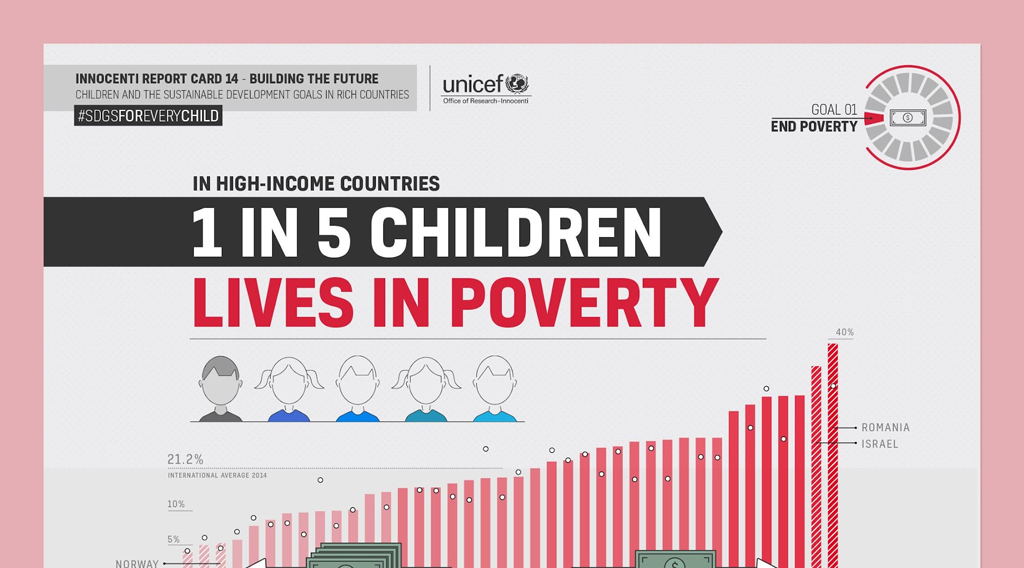 INNOCENTI REPORT CARD 14 - BUILDING THE FUTURE
CHILDREN AND THE SUSTAINABLE DEVELOPMENT GOALS IN RICH COUNTRIES
#SDGSFOREVERYCHILD
unicef
Office of Research-Innocenti
GOAL 01
END POVERTY
$
IN HIGH-INCOME COUNTRIES
1 IN 5 CHILDREN
LIVES IN POVERTY
40%
ROMANIA
ISRAEL
21.2%
INTERNATIONAL AVERAGE 2014
10%
5%
NORWAY
$